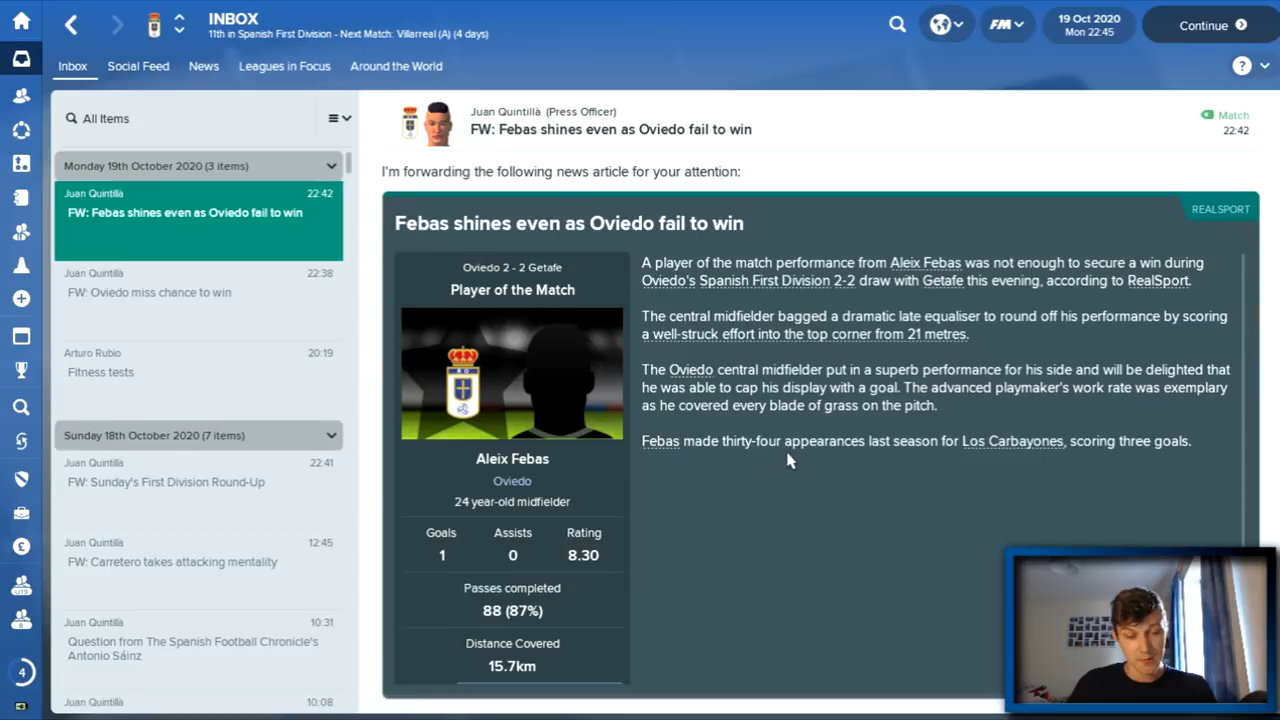 INBOX
11th in Spanish First Division - Next Match: Villarreal (A) (4 days)
FM
19 Oct 2020
Mon 22:45
Continue
Inbox
Social Feed
News
Leagues in Focus
Around the World
?
All Items
Monday 19th October 2020 (3 items)
Juan Quintillà 22:42
FW: Febas shines even as Oviedo fail to win
Juan Quintillà 22:38
FW: Oviedo miss chance to win
Arturo Rubio 20:19
Fitness tests
Sunday 18th October 2020 (7 items)
Juan Quintillà 22:41
FW: Sunday's First Division Round-Up
Juan Quintillà 12:45
FW: Carretero takes attacking mentality
Juan Quintillà 10:31
Question from The Spanish Football Chronicle's
Antonio Sáinz
Juan Quintillà 10:08
Juan Quintillà (Press Officer)
FW: Febas shines even as Oviedo fail to win
Match
22:42
I'm forwarding the following news article for your attention:
Febas shines even as Oviedo fail to win
REALSPORT
Oviedo 2 - 2 Getafe
Player of the Match
Aleix Febas
Oviedo
24 year-old midfielder
Goals Assists Rating
1 0 8.30
Passes completed
88 (87%)
Distance Covered
15.7km
A player of the match performance from Aleix Febas was not enough to secure a win during
Oviedo's Spanish First Division 2-2 draw with Getafe this evening, according to RealSport.
The central midfielder bagged a dramatic late equaliser to round off his performance by scoring
a well-struck effort into the top corner from 21 metres.
The Oviedo central midfielder put in a superb performance for his side and will be delighted that
he was able to cap his display with a goal. The advanced playmaker's work rate was exemplary
as he covered every blade of grass on the pitch.
Febas made thirty-four appearances last season for Los Carbayones, scoring three goals.
U19
B
4